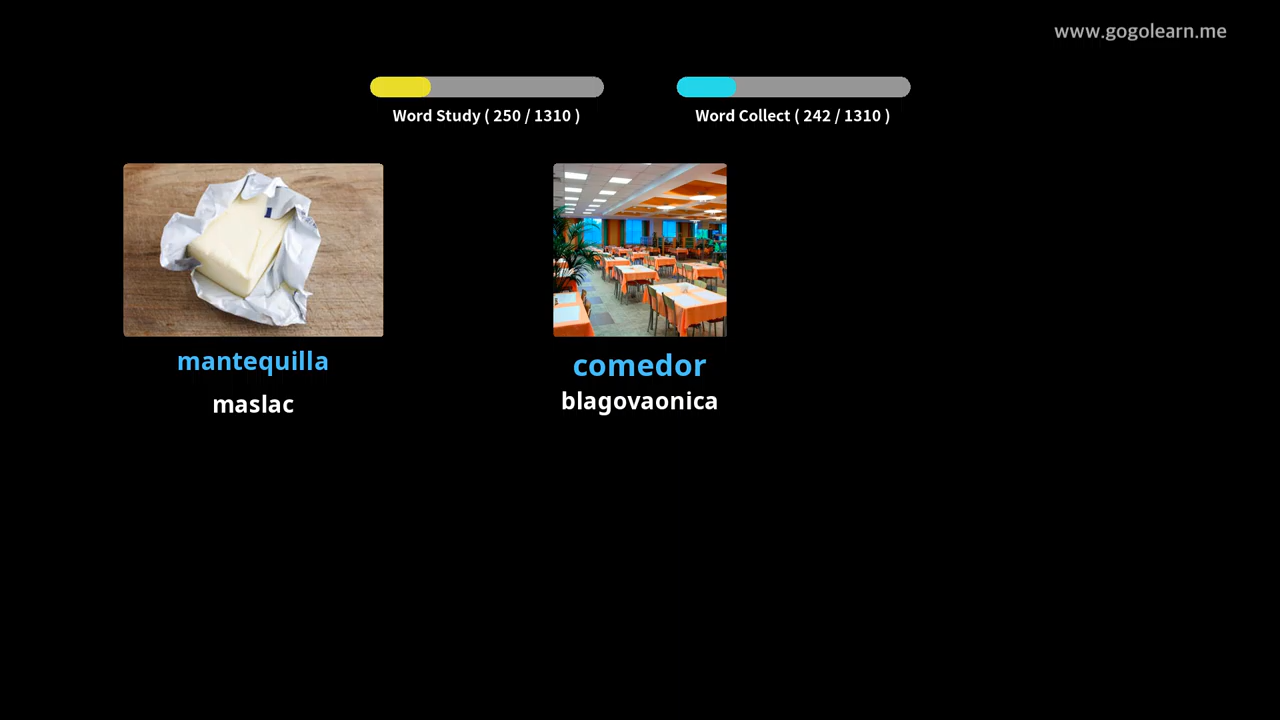 www.gogolearn.me
Word Study ( 250 / 1310 )
Word Collect ( 242 / 1310 )
mantequilla
maslac
comedor
blagovaonica